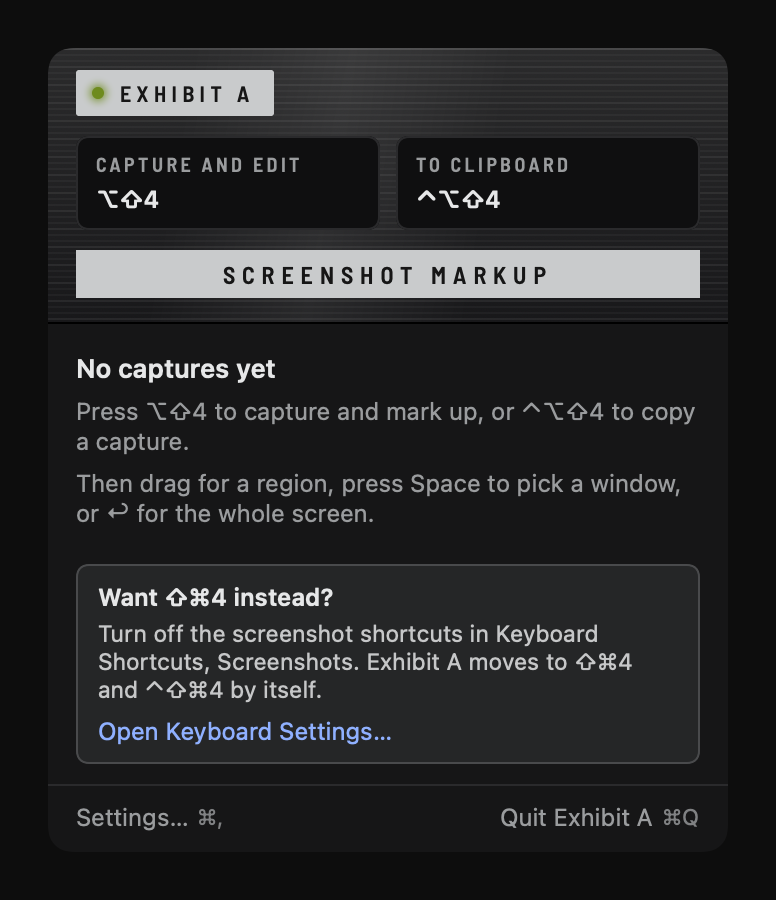 EXHIBIT A
CAPTURE AND EDIT
⌥⇧4
TO CLIPBOARD
⌃⌥⇧4
SCREENSHOT MARKUP
No captures yet
Press ⌥⇧4 to capture and mark up, or ⌃⌥⇧4 to copy
a capture.
Then drag for a region, press Space to pick a window,
or ↩ for the whole screen.
Want ⇧⌘4 instead?
Turn off the screenshot shortcuts in Keyboard
Shortcuts, Screenshots. Exhibit A moves to ⇧⌘4
and ⌃⇧⌘4 by itself.
Open Keyboard Settings...
Settings... ⌘,
Quit Exhibit A ⌘Q